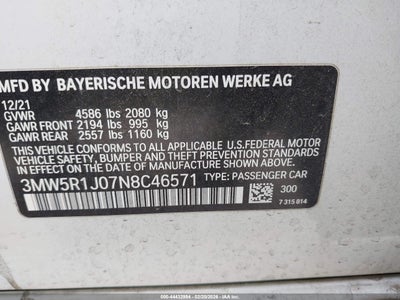 MFD BY BAYERISCHE MOTOREN WERKE AG
12/21
GVWR 4586 lbs 2080 kg
GAWR FRONT 2194 lbs 995 kg
GAWR REAR 2557 lbs 1160 kg
THIS VEHICLE CONFORMS TO ALL APPLICABLE U.S.FEDERAL MOTOR
VEHICLE SAFETY, BUMPER, AND THEFT PREVENTION STANDARDS IN
EFFECT ON THE DATE OF MANUFACTURE SHOWN ABOVE.
3MW5R1J07N8C46571 TYPE: PASSENGER CAR
300
7 315 814